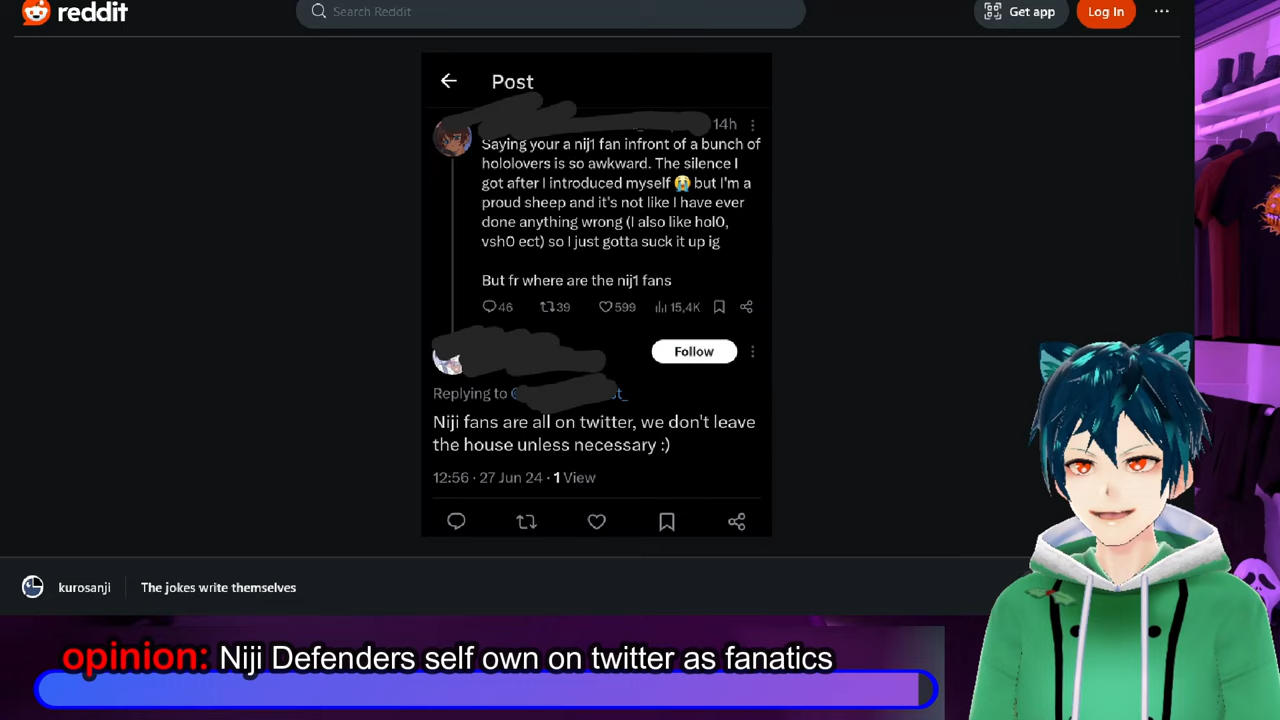 reddit
Search Reddit
Get app
Log In
Post
14h
Saying your a nij1 fan infront of a bunch of
hololovers is so awkward. The silence I
got after I introduced myself 😭 but I'm a
proud sheep and it's not like I have ever
done anything wrong (I also like hol0,
vsh0 ect) so I just gotta suck it up ig
But fr where are the nij1 fans
46 39 599 15,4K
Follow
Replying to
Niji fans are all on twitter, we don't leave
the house unless necessary :)
12:56 · 27 Jun 24 · 1 View
kurosanji The jokes write themselves
opinion: Niji Defenders self own on twitter as fanatics